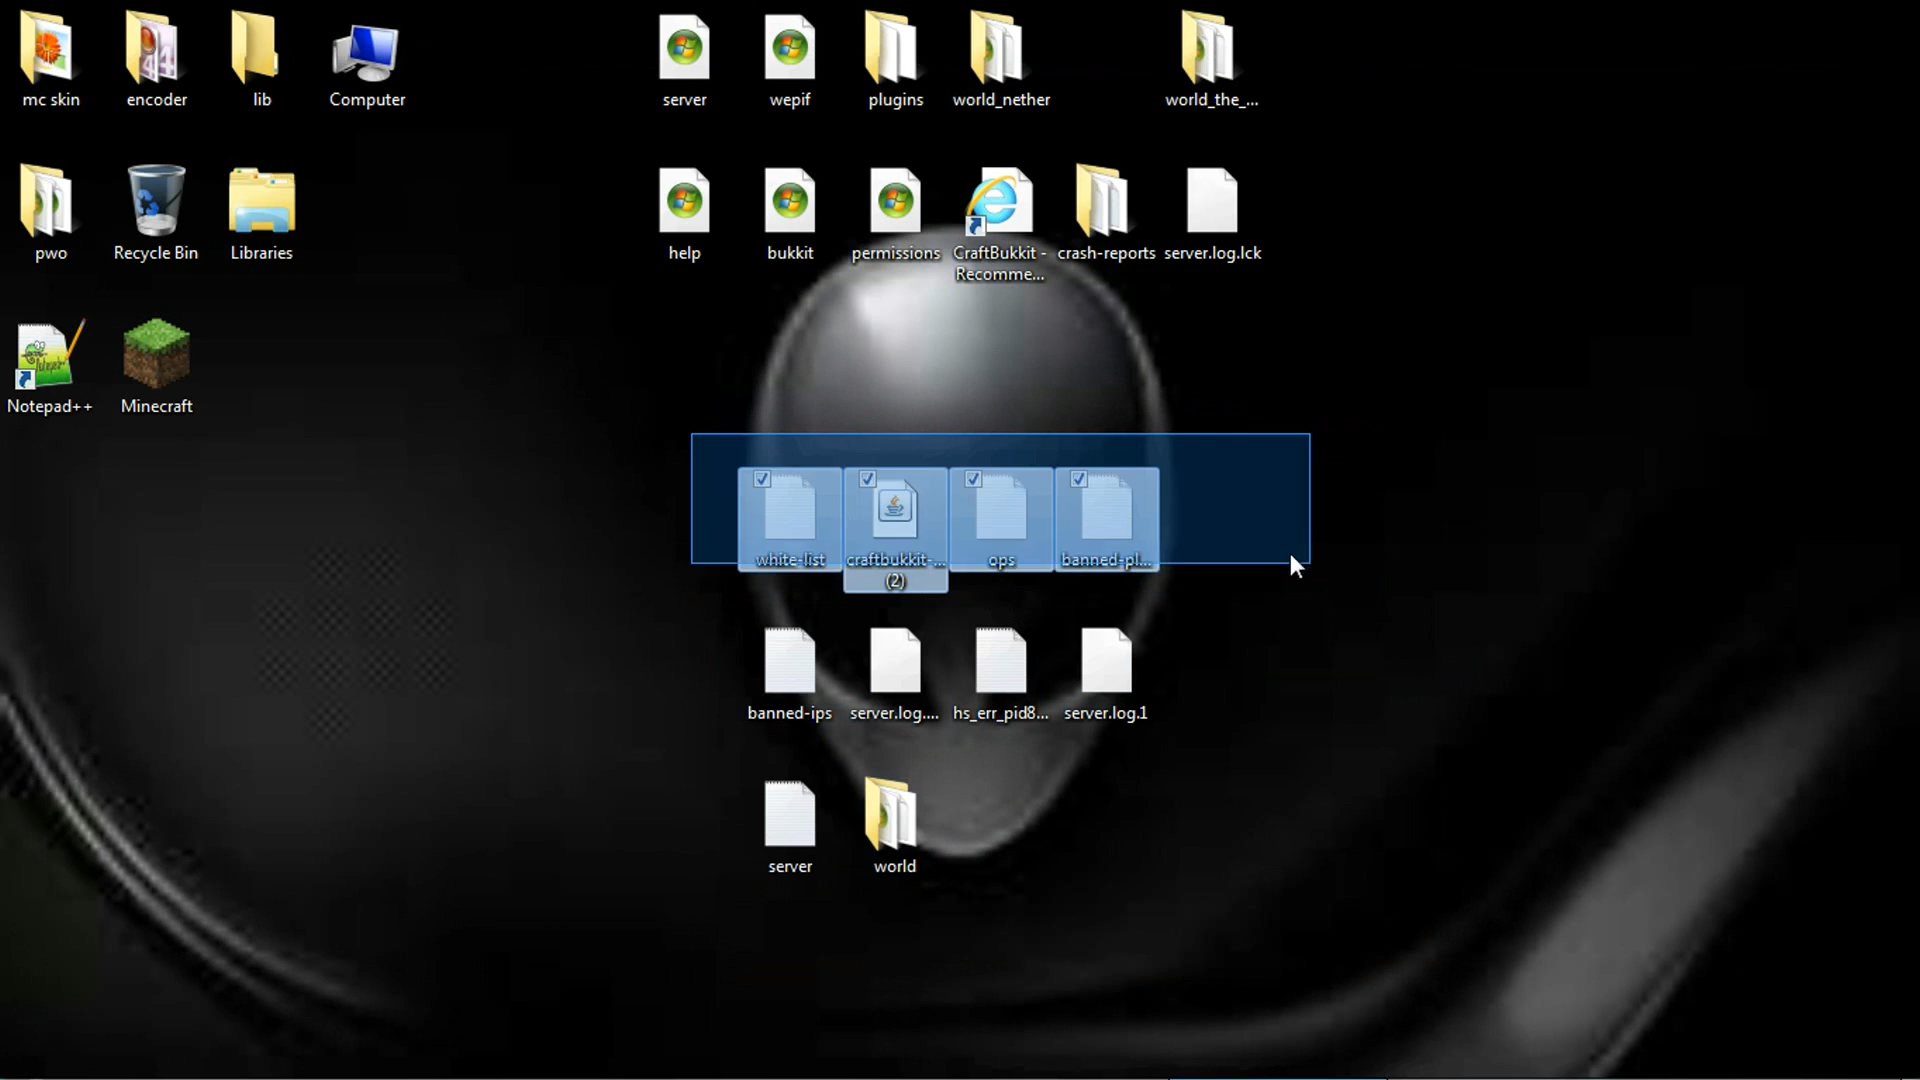 mc skin
encoder
lib
Computer
server
wepif
plugins
world_nether
world_the_...
pwo
Recycle Bin
Libraries
help
bukkit
permissions
CraftBukkit -
Recomme...
crash-reports
server.log.lck
Notepad++
Minecraft
white-list
craftbukkit-...
(2)
ops
banned-pl...
banned-ips
server.log....
hs_err_pid8...
server.log.1
server
world